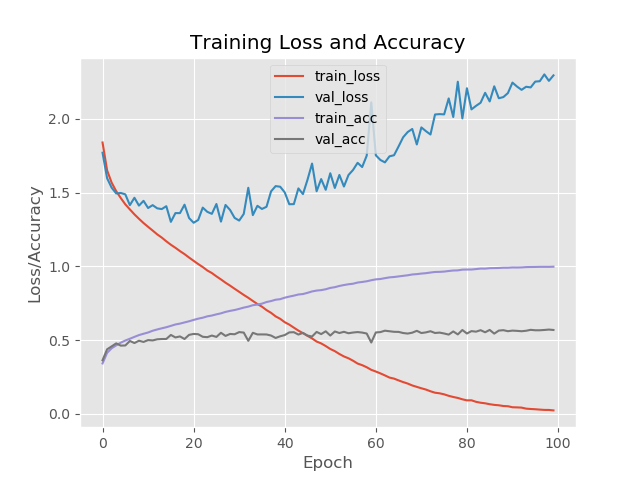 Training Loss and Accuracy
train_loss
val_loss
train_acc
val_acc
Loss/Accuracy
2.0
1.5
1.0
0.5
0.0
0 20 40 60 80 100
Epoch